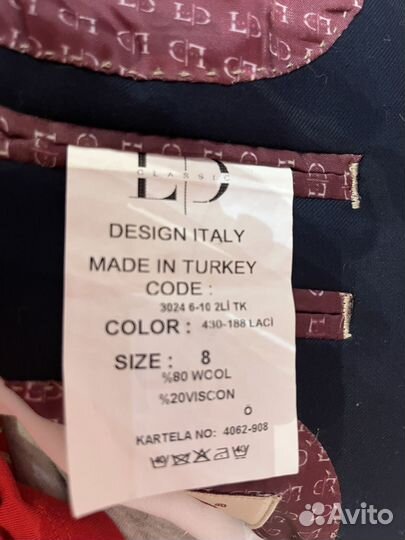 LD
CLASSIC
DESIGN ITALY
MADE IN TURKEY
CODE :
3024 6-10 2Lİ TK
COLOR : 430-188 LACİ
SIZE : 8
%80 WOOL
%20VISCON
Ö
KARTELA NO: 4062-908
Avito